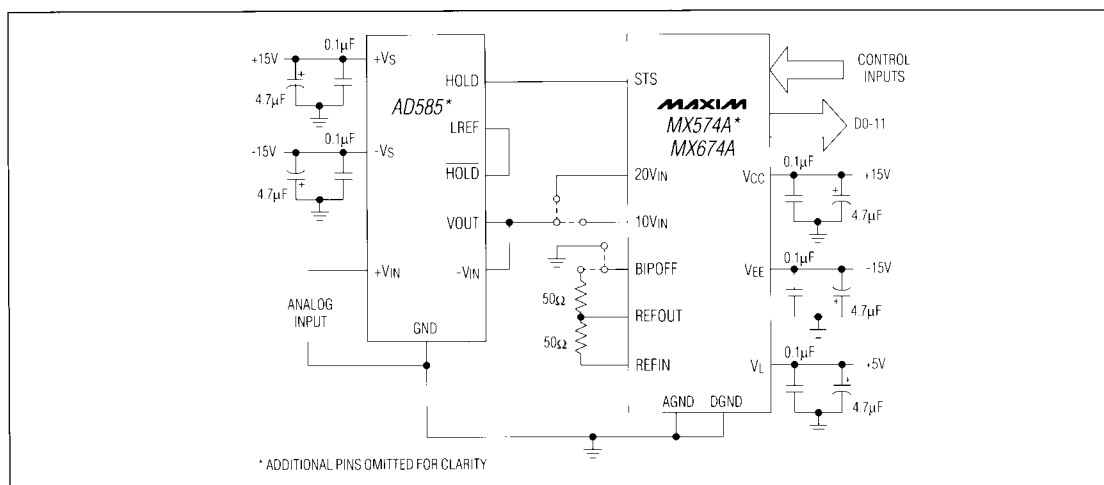 0.1µF
+15V
+VS
4.7µF
0.1µF
-15V
-VS
4.7µF
AD585*
HOLD
LREF
HOLD
VOUT
+VIN
-VIN
ANALOG
INPUT
GND
STS
MAXIM
MX574A*
MX674A
CONTROL
INPUTS
D0-11
20VIN
10VIN
BIPOFF
50Ω
REFOUT
50Ω
REFIN
VCC
0.1µF
+15V
4.7µF
VEE
0.1µF
-15V
4.7µF
VL
0.1µF
+5V
4.7µF
AGND DGND
* ADDITIONAL PINS OMITTED FOR CLARITY